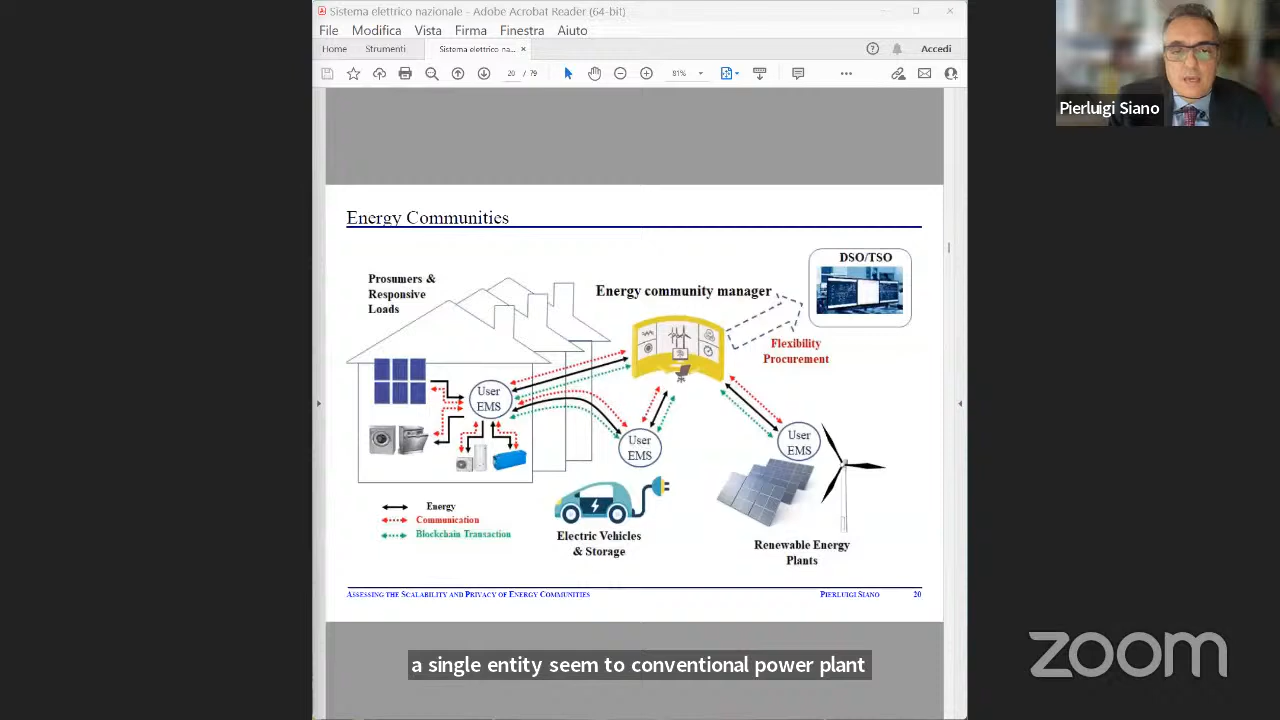 Sistema elettrico nazionale - Adobe Acrobat Reader (64-bit)
File Modifica Vista Firma Finestra Aiuto
Home Strumenti Sistema elettrico na... × Accedi
20 / 79 81%
Pierluigi Siano
Energy Communities
Prosumers &
Responsive
Loads
Energy community manager
DSO/TSO
Flexibility
Procurement
User
EMS
User
EMS
User
EMS
Energy
Communication
Blockchain Transaction
Electric Vehicles
& Storage
Renewable Energy
Plants
ASSESSING THE SCALABILITY AND PRIVACY OF ENERGY COMMUNITIES PIERLUIGI SIANO 20
a single entity seem to conventional power plant
zoom